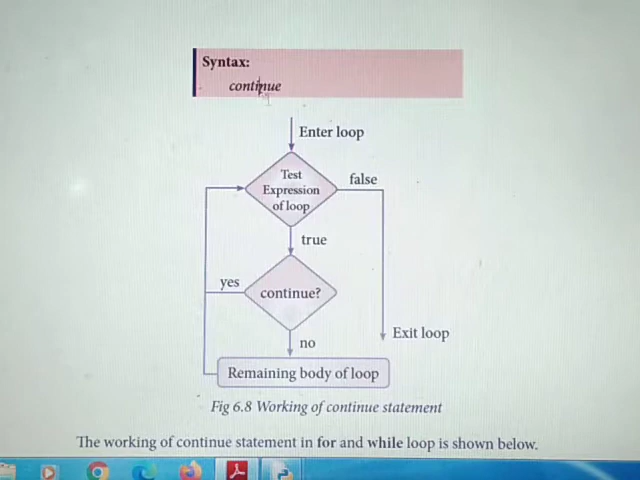 Syntax:
continue
Enter loop
Test
Expression
of loop
false
true
yes
continue?
no
Exit loop
Remaining body of loop
Fig 6.8 Working of continue statement
The working of continue statement in for and while loop is shown below.